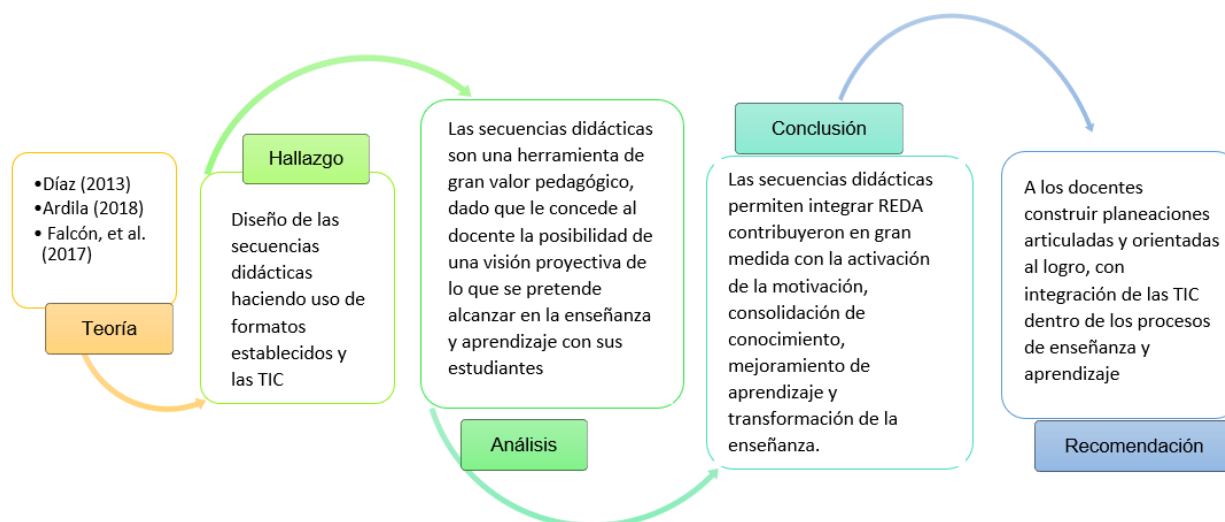 •Díaz (2013)
•Ardila (2018)
• Falcón, et al.
(2017)
Teoría
Hallazgo
Diseño de las
secuencias
didácticas
haciendo uso de
formatos
establecidos y
las TIC
Las secuencias didácticas
son una herramienta de
gran valor pedagógico,
dado que le concede al
docente la posibilidad de
una visión proyectiva de
lo que se pretende
alcanzar en la enseñanza
y aprendizaje con sus
estudiantes
Análisis
Conclusión
Las secuencias didácticas
permiten integrar REDA
contribuyeron en gran
medida con la activación
de la motivación,
consolidación de
conocimiento,
mejoramiento de
aprendizaje y
transformación de la
enseñanza.
A los docentes
construir planeaciones
articuladas y orientadas
al logro, con
integración de las TIC
dentro de los procesos
de enseñanza y
aprendizaje
Recomendación